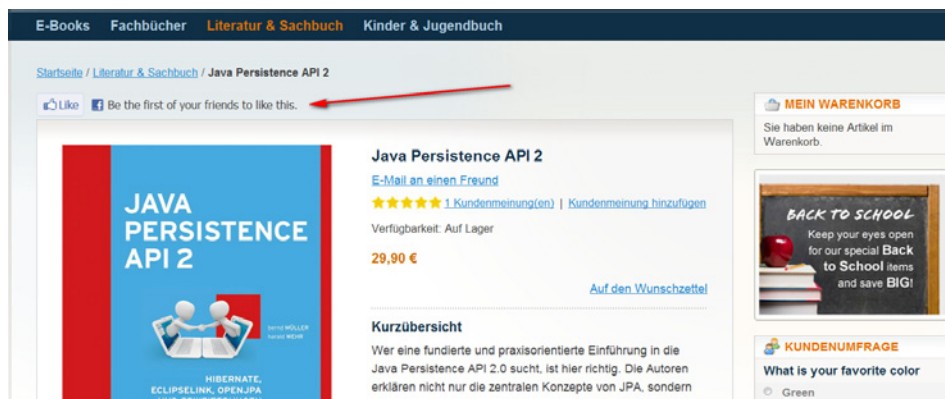 E-Books Fachbücher Literatur & Sachbuch Kinder & Jugendbuch
Startseite / Literatur & Sachbuch / Java Persistence API 2
Like Be the first of your friends to like this.
JAVA
PERSISTENCE
API 2
bernd MÜLLER
harald WEHR
HIBERNATE,
ECLIPSELINK, OPENJPA
Java Persistence API 2
E-Mail an einen Freund
1 Kundenmeinung(en) | Kundenmeinung hinzufügen
Verfügbarkeit: Auf Lager
29,90 €
Auf den Wunschzettel
Kurzübersicht
Wer eine fundierte und praxisorientierte Einführung in die
Java Persistence API 2.0 sucht, ist hier richtig. Die Autoren
erklären nicht nur die zentralen Konzepte von JPA, sondern
MEIN WARENKORB
Sie haben keine Artikel im
Warenkorb.
BACK TO SCHOOL
Keep your eyes open
for our special Back
to School items
and save BIG!
KUNDENUMFRAGE
What is your favorite color
Green